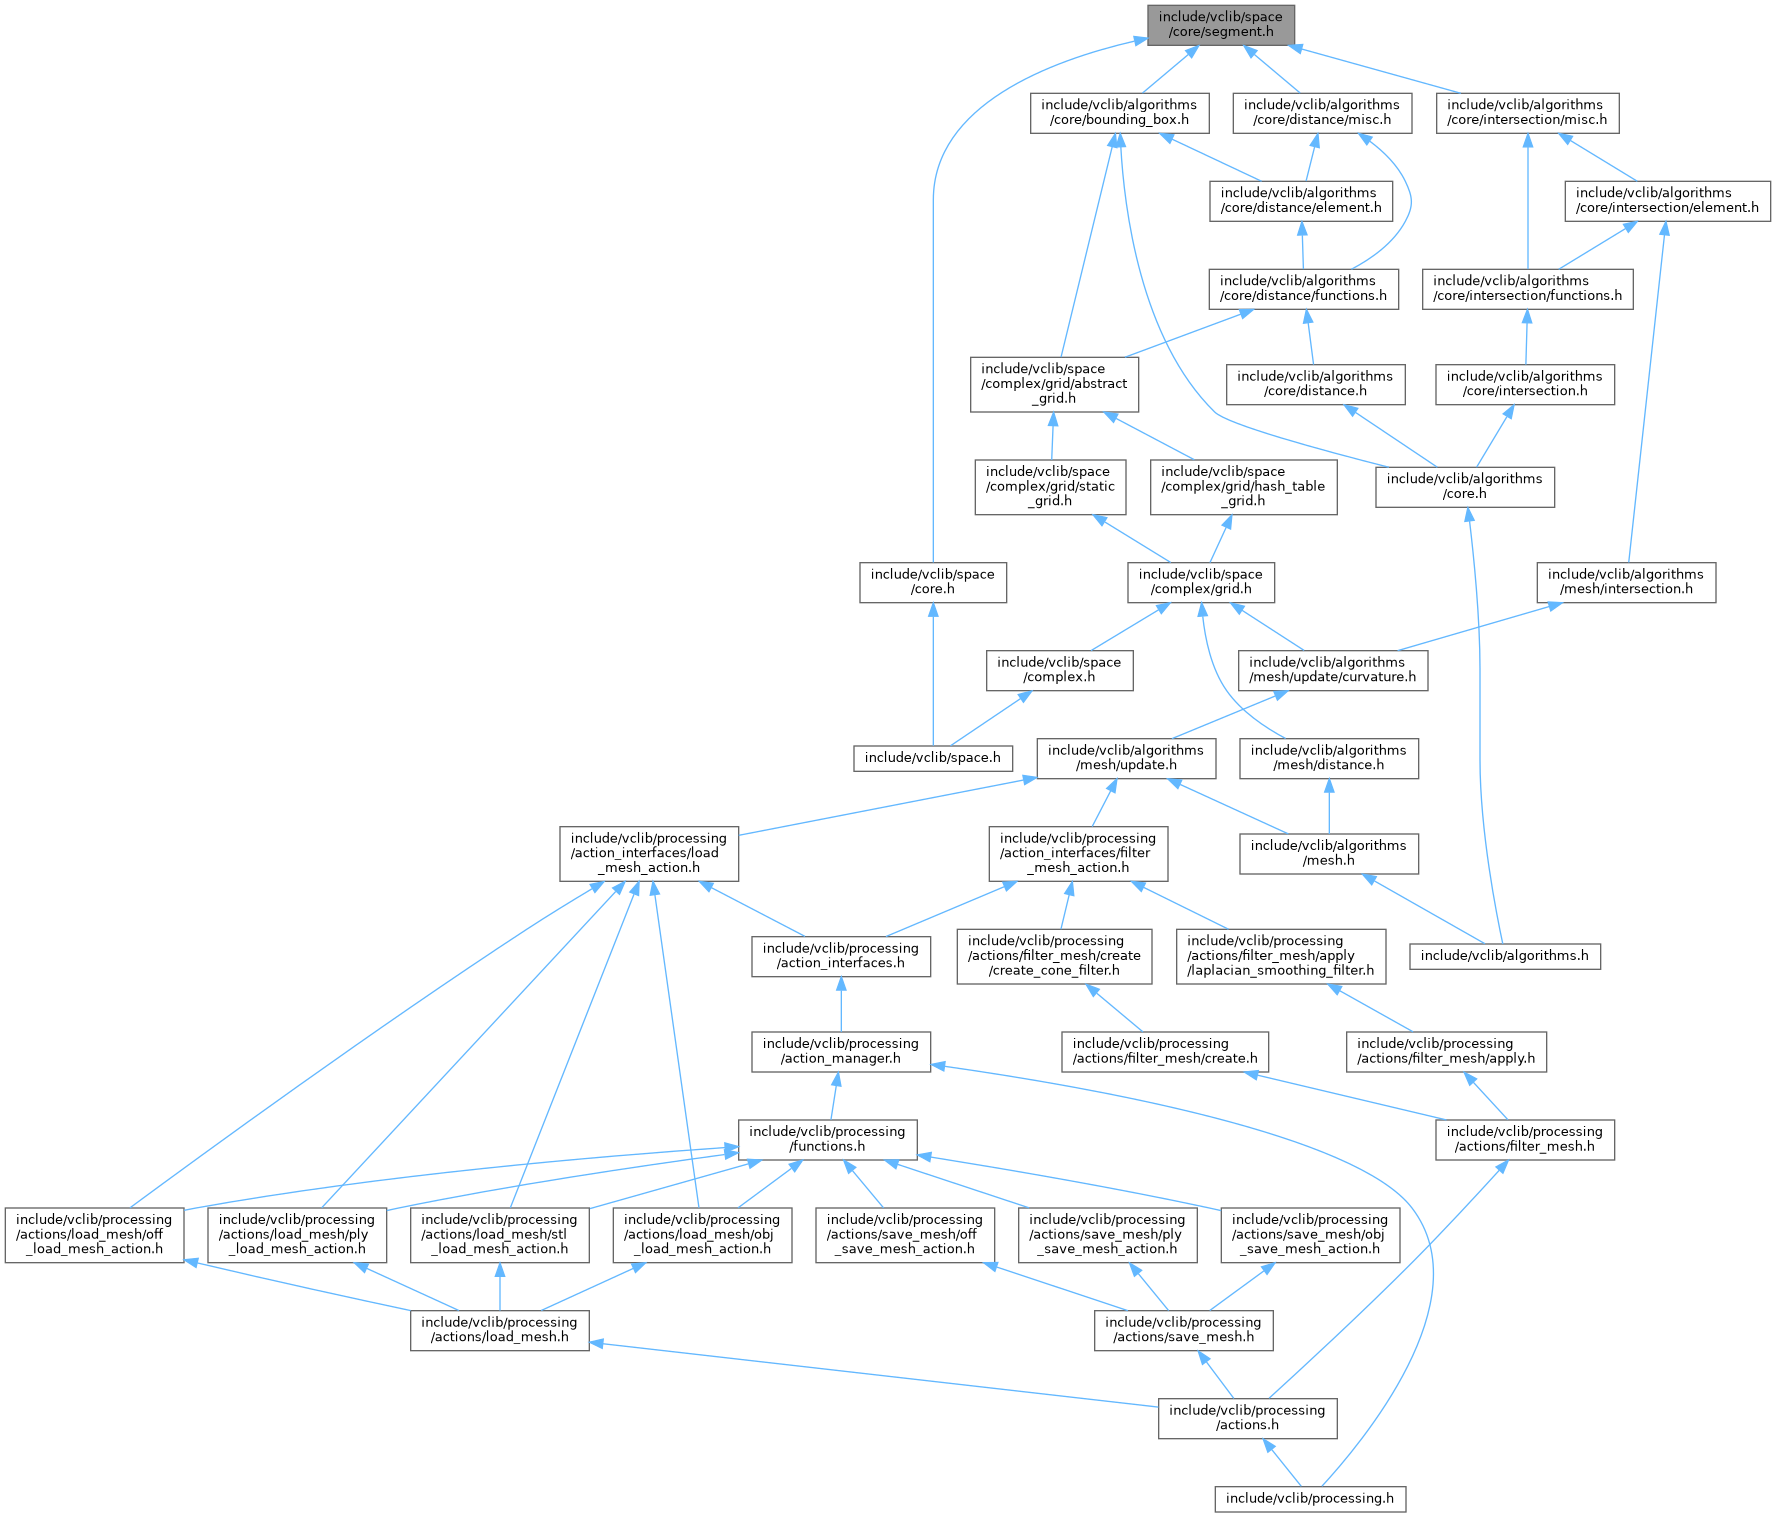 include/vclib/space
/core/segment.h
include/vclib/algorithms
/core/bounding_box.h
include/vclib/algorithms
/core/distance/misc.h
include/vclib/algorithms
/core/intersection/misc.h
include/vclib/algorithms
/core/distance/element.h
include/vclib/algorithms
/core/intersection/element.h
include/vclib/algorithms
/core/distance/functions.h
include/vclib/algorithms
/core/intersection/functions.h
include/vclib/space
/complex/grid/abstract
_grid.h
include/vclib/algorithms
/core/distance.h
include/vclib/algorithms
/core/intersection.h
include/vclib/space
/complex/grid/static
_grid.h
include/vclib/space
/complex/grid/hash_table
_grid.h
include/vclib/algorithms
/core.h
include/vclib/space
/core.h
include/vclib/space
/complex/grid.h
include/vclib/algorithms
/mesh/intersection.h
include/vclib/space
/complex.h
include/vclib/algorithms
/mesh/update/curvature.h
include/vclib/space.h
include/vclib/algorithms
/mesh/update.h
include/vclib/algorithms
/mesh/distance.h
include/vclib/processing
/action_interfaces/load
_mesh_action.h
include/vclib/processing
/action_interfaces/filter
_mesh_action.h
include/vclib/algorithms
/mesh.h
include/vclib/processing
/action_interfaces.h
include/vclib/processing
/actions/filter_mesh/create
/create_cone_filter.h
include/vclib/processing
/actions/filter_mesh/apply
/laplacian_smoothing_filter.h
include/vclib/algorithms.h
include/vclib/processing
/action_manager.h
include/vclib/processing
/actions/filter_mesh/create.h
include/vclib/processing
/actions/filter_mesh/apply.h
include/vclib/processing
/functions.h
include/vclib/processing
/actions/filter_mesh.h
include/vclib/processing
/actions/load_mesh/off
_load_mesh_action.h
include/vclib/processing
/actions/load_mesh/ply
_load_mesh_action.h
include/vclib/processing
/actions/load_mesh/stl
_load_mesh_action.h
include/vclib/processing
/actions/load_mesh/obj
_load_mesh_action.h
include/vclib/processing
/actions/save_mesh/off
_save_mesh_action.h
include/vclib/processing
/actions/save_mesh/ply
_save_mesh_action.h
include/vclib/processing
/actions/save_mesh/obj
_save_mesh_action.h
include/vclib/processing
/actions/load_mesh.h
include/vclib/processing
/actions/save_mesh.h
include/vclib/processing
/actions.h
include/vclib/processing.h